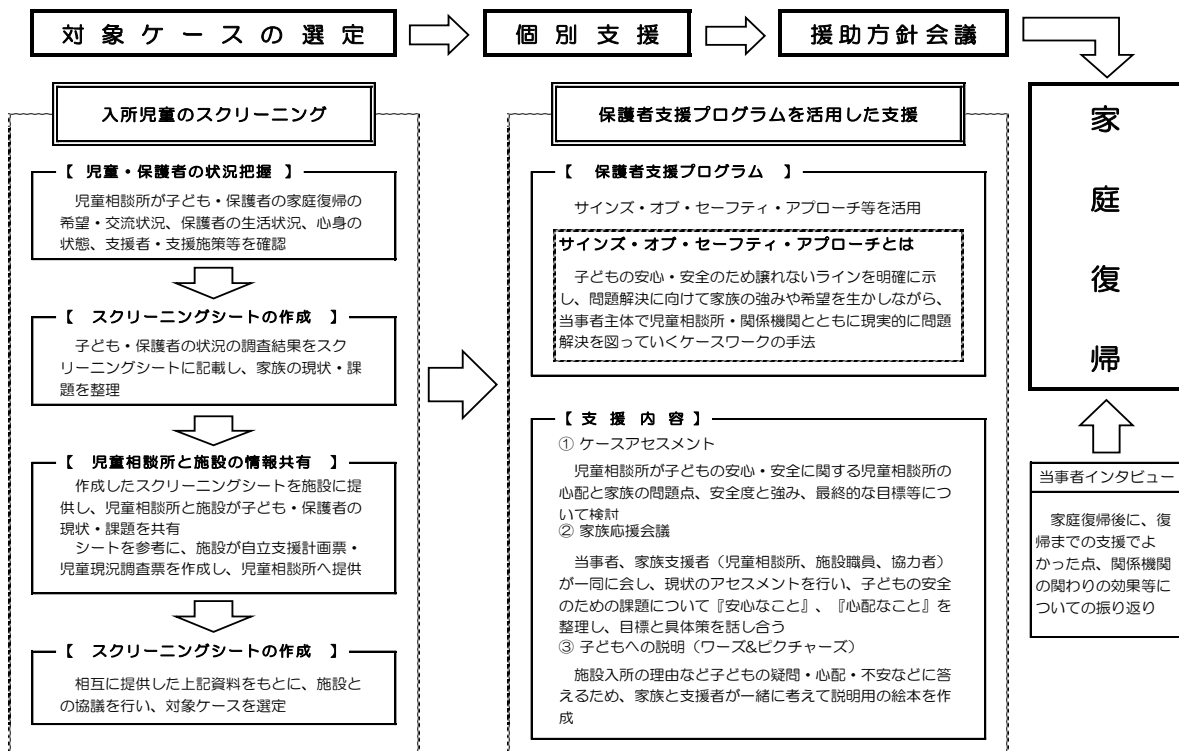 対象ケースの選定
個別支援
援助方針会議
家庭復帰
入所児童のスクリーニング
【 児童・保護者の状況把握 】
児童相談所が子ども・保護者の家庭復帰の
希望・交流状況、保護者の生活状況、心身の
状態、支援者・支援施策等を確認
【 スクリーニングシートの作成 】
子ども・保護者の状況の調査結果をスク
リーニングシートに記載し、家族の現状・課
題を整理
【 児童相談所と施設の情報共有 】
作成したスクリーニングシートを施設に提
供し、児童相談所と施設が子ども・保護者の
現状・課題を共有
シートを参考に、施設が自立支援計画票・
児童現況調査票を作成し、児童相談所へ提供
【 スクリーニングシートの作成 】
相互に提供した上記資料をもとに、施設と
の協議を行い、対象ケースを選定
保護者支援プログラムを活用した支援
【 保護者支援プログラム 】
サインズ・オブ・セーフティ・アプローチ等を活用
サインズ・オブ・セーフティ・アプローチとは
子どもの安心・安全のため譲れないラインを明確に示
し、問題解決に向けて家族の強みや希望を生かしながら、
当事者主体で児童相談所・関係機関とともに現実的に問題
解決を図っていくケースワークの手法
【 支 援 内 容 】
① ケースアセスメント
児童相談所が子どもの安心・安全に関する児童相談所の
心配と家族の問題点、安全度と強み、最終的な目標等につ
いて検討
② 家族応援会議
当事者、家族支援者（児童相談所、施設職員、協力者）
が一同に会し、現状のアセスメントを行い、子どもの安全
のための課題について『安心なこと』、『心配なこと』を
整理し、目標と具体策を話し合う
③ 子どもへの説明（ワーズ&ピクチャーズ）
施設入所の理由など子どもの疑問・心配・不安などに答
えるため、家族と支援者が一緒に考えて説明用の絵本を作
成
当事者インタビュー
家庭復帰後に、復
帰までの支援でよ
かった点、関係機関
の関わりの効果等に
ついての振り返り